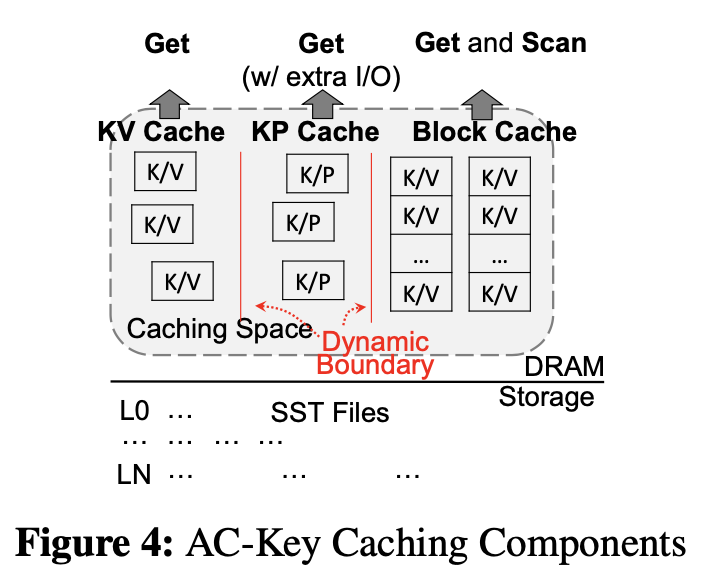 Get Get Get and Scan
(w/ extra I/O)
KV Cache KP Cache Block Cache
K/V K/P K/V K/V
K/V K/P K/V K/V
... ...
K/V K/P K/V K/V
Caching Space
Dynamic
Boundary
DRAM
Storage
L0 ... SST Files
... ... ... ...
LN ... ... ...
Figure 4: AC-Key Caching Components